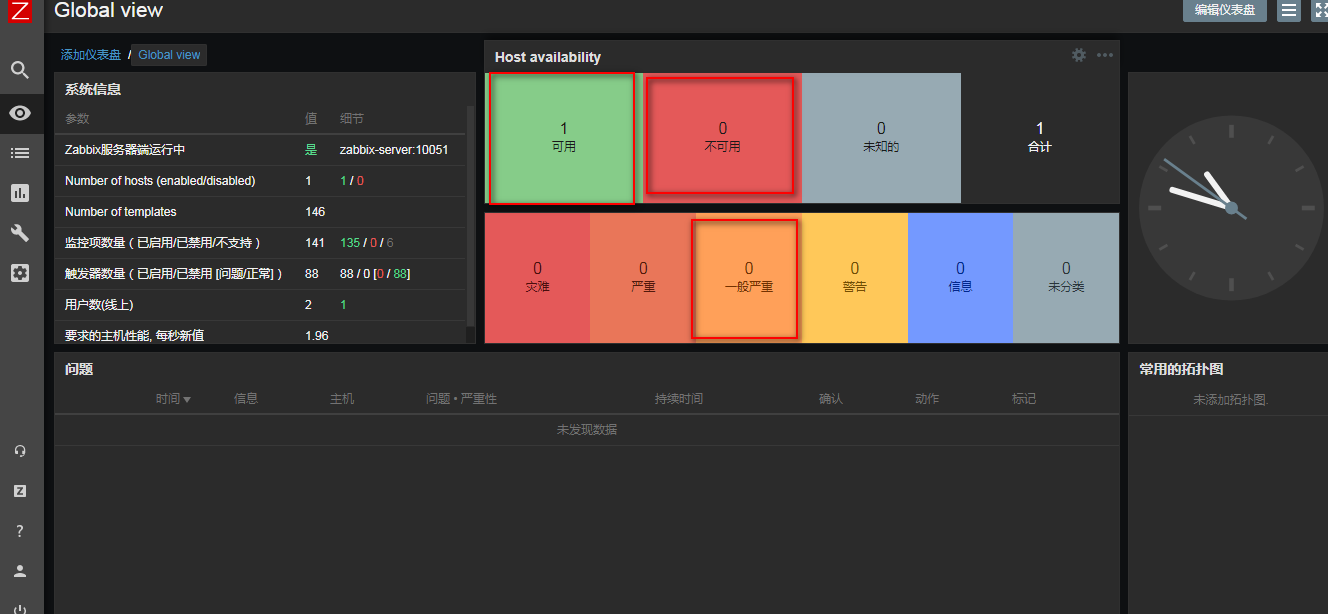 Z
Global view
编辑仪表盘
添加仪表盘 / Global view
系统信息
参数 值 细节
Zabbix服务器端运行中 是 zabbix-server:10051
Number of hosts (enabled/disabled) 1 1 / 0
Number of templates 146
监控项数量 ( 已启用/已禁用/不支持 ) 141 135 / 0 / 6
触发器数量 ( 已启用/已禁用 [问题/正常] ) 88 88 / 0 [0 / 88]
用户数(线上) 2 1
要求的主机性能, 每秒新值 1.96
Host availability
1 可用
0 不可用
0 未知的
1 合计
0 灾难
0 严重
0 一般严重
0 警告
0 信息
0 未分类
问题
时间 信息 主机 问题 • 严重性 持续时间 确认 动作 标记
未发现数据
常用的拓扑图
未添加拓扑图.
Z
?